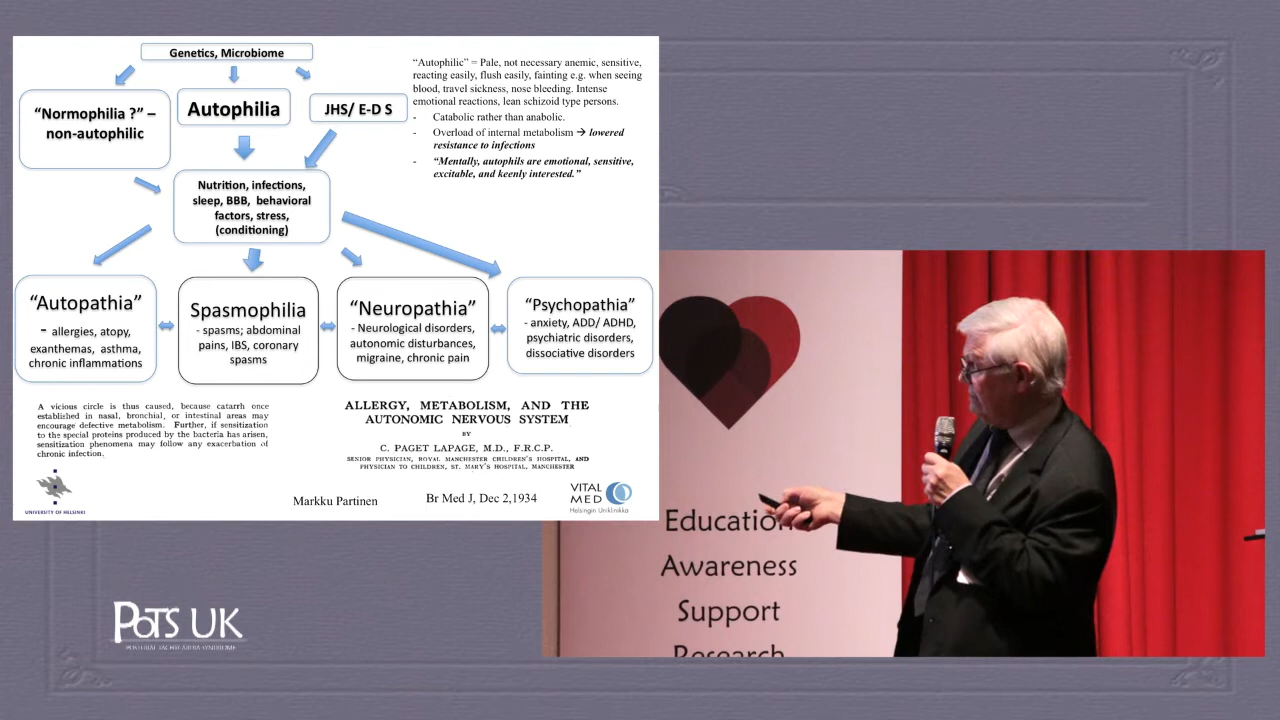 Genetics, Microbiome
“Normophilia ?” –
non-autophilic
Autophilia
JHS/ E-D S
“Autophilic” = Pale, not necessary anemic, sensitive,
reacting easily, flush easily, fainting e.g. when seeing
blood, travel sickness, nose bleeding. Intense
emotional reactions, lean schizoid type persons.
- Catabolic rather than anabolic.
- Overload of internal metabolism → lowered
resistance to infections
- “Mentally, autophils are emotional, sensitive,
excitable, and keenly interested.”
Nutrition, infections,
sleep, BBB, behavioral
factors, stress,
(conditioning)
“Autopathia”
- allergies, atopy,
exanthemas, asthma,
chronic inflammations
Spasmophilia
- spasms; abdominal
pains, IBS, coronary
spasms
“Neuropathia”
- Neurological disorders,
autonomic disturbances,
migraine, chronic pain
“Psychopathia”
- anxiety, ADD/ ADHD,
psychiatric disorders,
dissociative disorders
A vicious circle is thus caused, because catarrh once
established in nasal, bronchial, or intestinal areas may
encourage defective metabolism. Further, if sensitization
to the special proteins produced by the bacteria has arisen,
sensitization phenomena may follow any exacerbation of
chronic infection.
ALLERGY, METABOLISM, AND THE
AUTONOMIC NERVOUS SYSTEM
BY
C. PAGET LAPAGE, M.D., F.R.C.P.
SENIOR PHYSICIAN, ROYAL MANCHESTER CHILDREN'S HOSPITAL, AND
PHYSICIAN TO CHILDREN, ST. MARY'S HOSPITAL, MANCHESTER
UNIVERSITY OF HELSINKI
Markku Partinen
Br Med J, Dec 2,1934
VITAL
MED
Helsingin Uniklinikka
Education
Awareness
Support
Research
PoTS UK
POSTURAL TACHYCARDIA SYNDROME